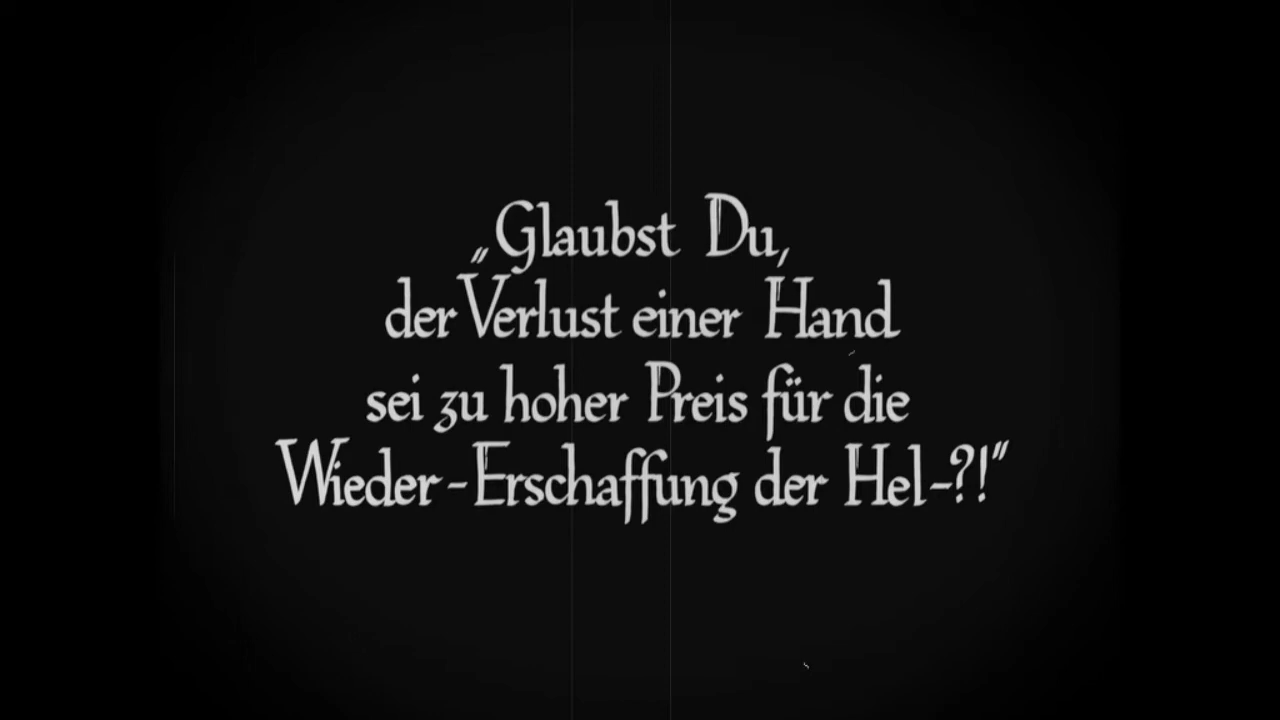 „Glaubst Du,
der Verlust einer Hand
sei zu hoher Preis für die
Wieder-Erschaffung der Hel-?!"